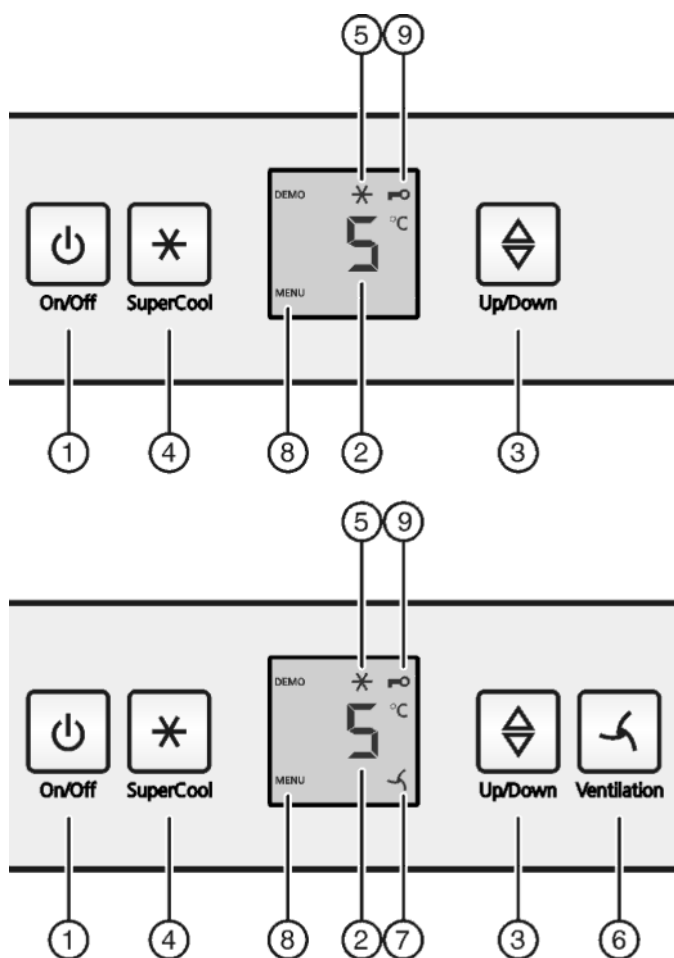 5 9
DEMO
5 °C
MENU
On/Off SuperCool Up/Down
1 4 8 2 3
5 9
DEMO
5 °C
MENU
On/Off SuperCool Up/Down Ventilation
1 4 8 2 7 3 6